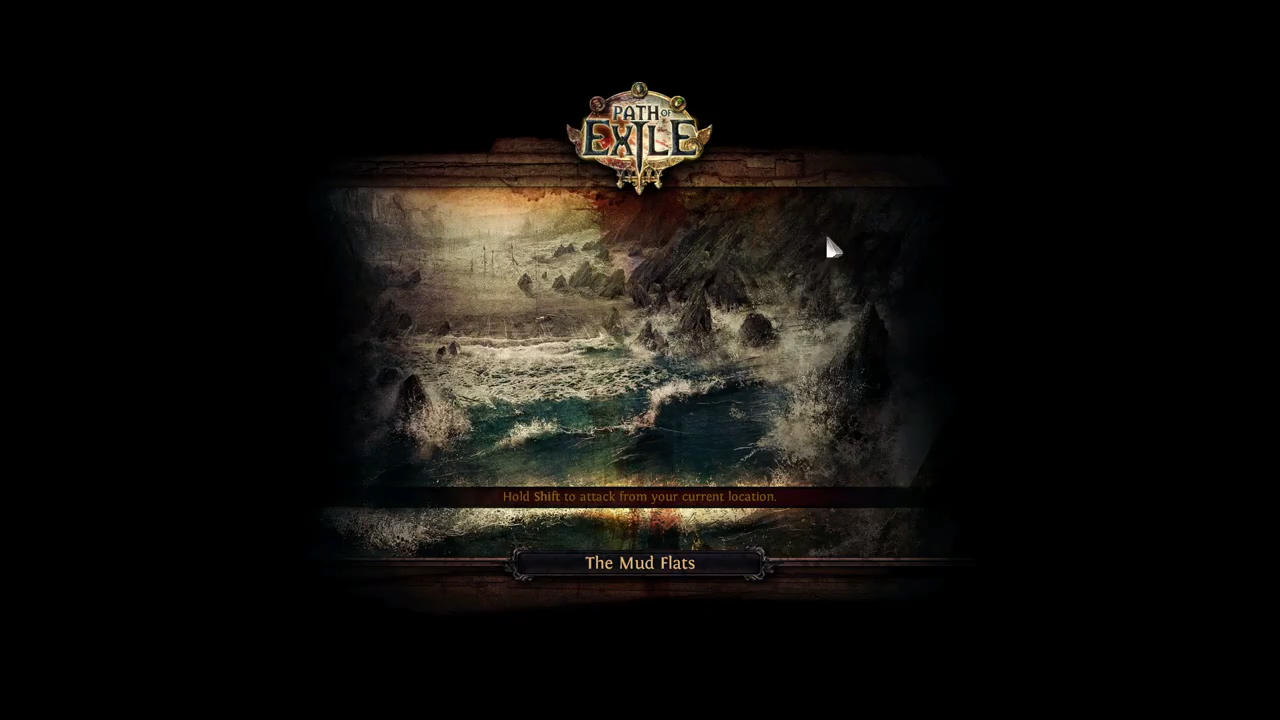 PATH OF
EXILE
Hold Shift to attack from your current location.
The Mud Flats